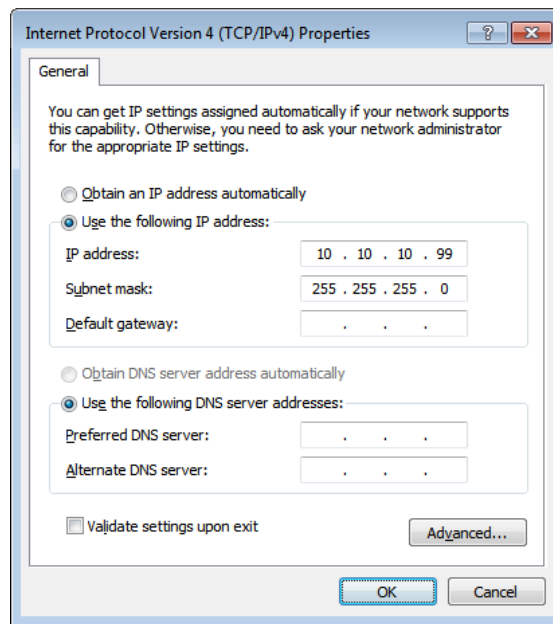 Internet Protocol Version 4 (TCP/IPv4) Properties
General
You can get IP settings assigned automatically if your network supports
this capability. Otherwise, you need to ask your network administrator
for the appropriate IP settings.
Obtain an IP address automatically
Use the following IP address:
IP address: 10 . 10 . 10 . 99
Subnet mask: 255 . 255 . 255 . 0
Default gateway: . . .
Obtain DNS server address automatically
Use the following DNS server addresses:
Preferred DNS server: . . .
Alternate DNS server: . . .
Validate settings upon exit
Advanced...
OK Cancel